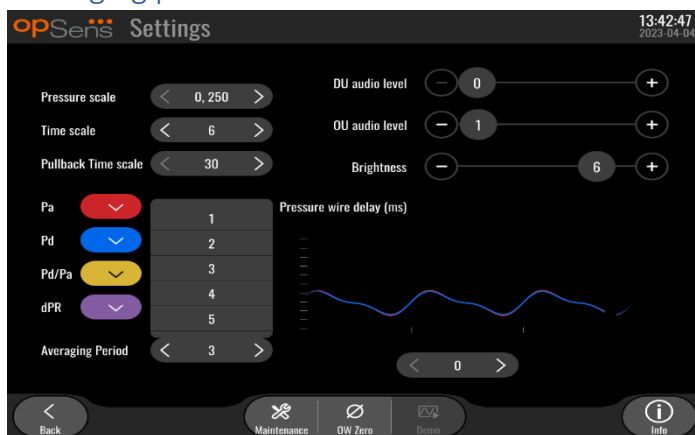 opSens Settings
13:42:47
2023-04-04
Pressure scale 0, 250
Time scale 6
Pullback Time scale 30
DU audio level − 0 +
OU audio level − 1 +
Brightness − 6 +
Pa
Pd
Pd/Pa
dPR
1
2
3
4
5
Averaging Period 3
Pressure wire delay (ms)
0
Back
Maintenance
OW Zero
Demo
Info